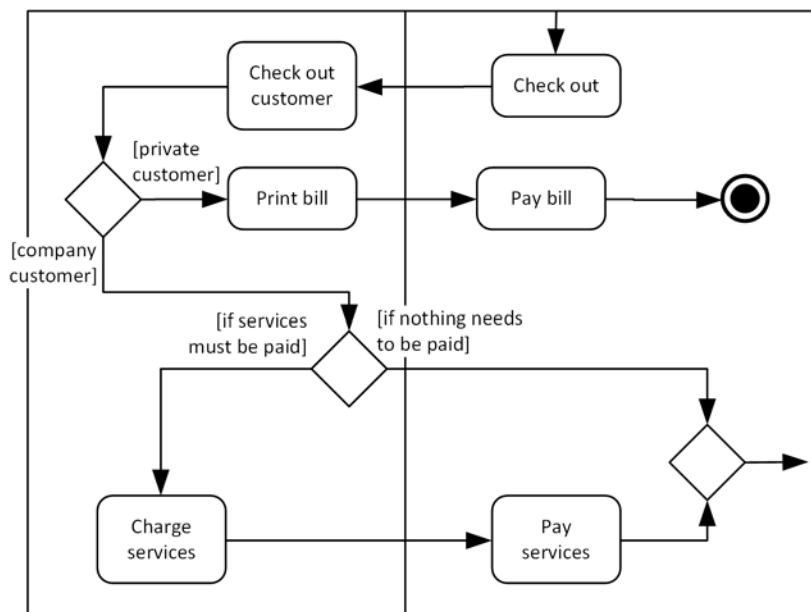 Check out
customer
Check out
[private
customer]
Print bill
Pay bill
[company
customer]
[if services
must be paid]
[if nothing needs
to be paid]
Charge
services
Pay
services